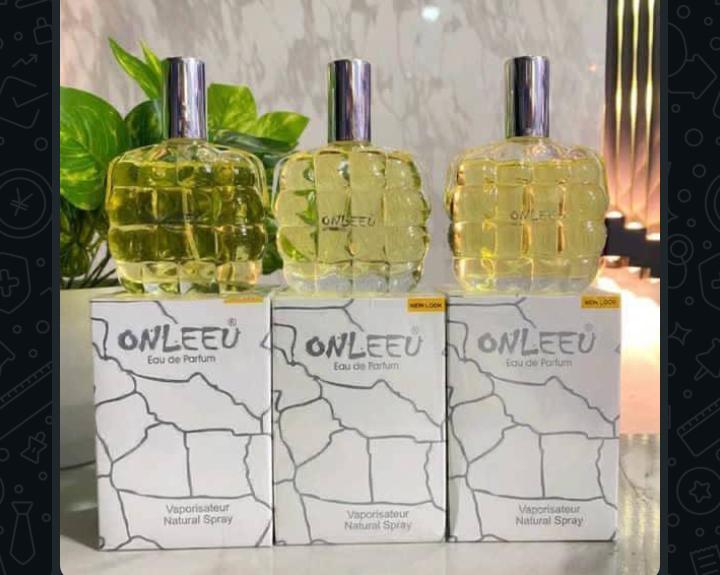 ONLEEU
ONLEEU
ONLEEU®
Eau de Parfum
Vaporisateur
Natural Spray
NEW LOOK
ONLEEU®
Eau de Parfum
Vaporisateur
Natural Spray
NEW LOOK
ONLEEU®
Eau de Parfum
Vaporisateur
Natural Spray